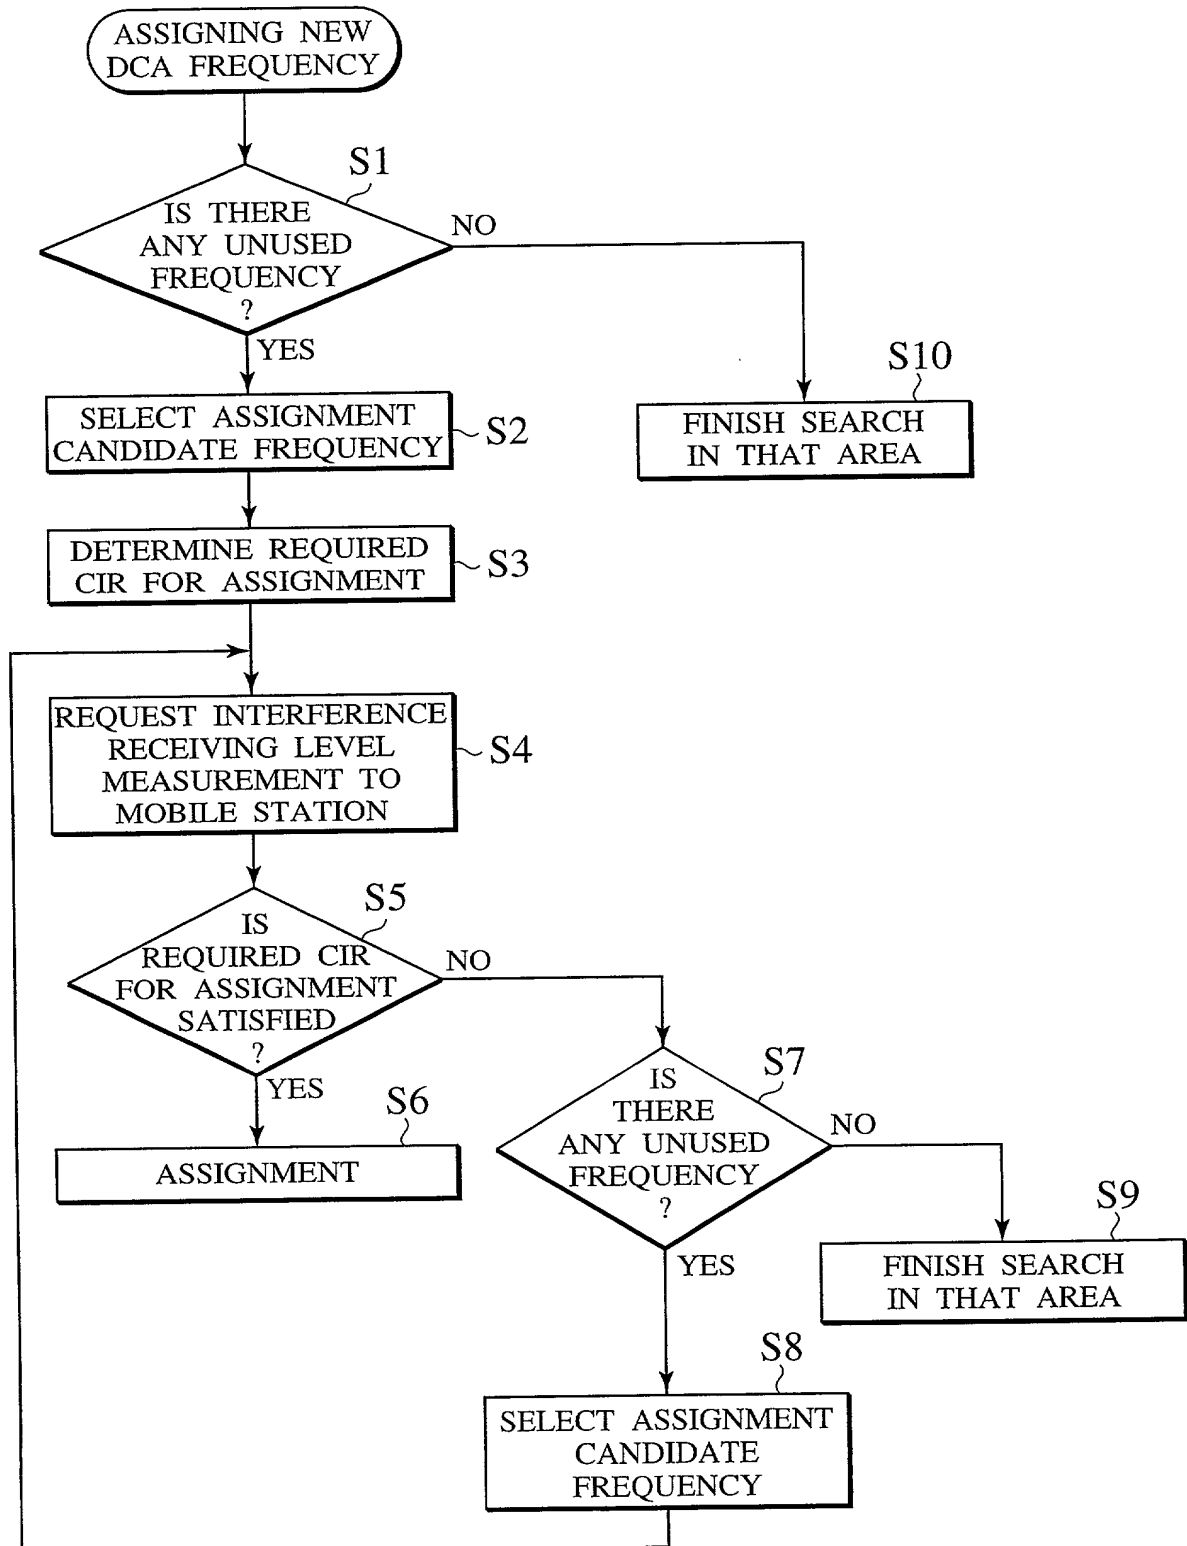 ASSIGNING NEW
DCA FREQUENCY
S1
IS THERE
ANY UNUSED
FREQUENCY
?
NO
YES
S10
FINISH SEARCH
IN THAT AREA
SELECT ASSIGNMENT
CANDIDATE FREQUENCY
S2
DETERMINE REQUIRED
CIR FOR ASSIGNMENT
S3
REQUEST INTERFERENCE
RECEIVING LEVEL
MEASUREMENT TO
MOBILE STATION
S4
S5
IS
REQUIRED CIR
FOR ASSIGNMENT
SATISFIED
?
NO
YES
S6
ASSIGNMENT
S7
IS
THERE
ANY UNUSED
FREQUENCY
?
NO
YES
S9
FINISH SEARCH
IN THAT AREA
S8
SELECT ASSIGNMENT
CANDIDATE
FREQUENCY